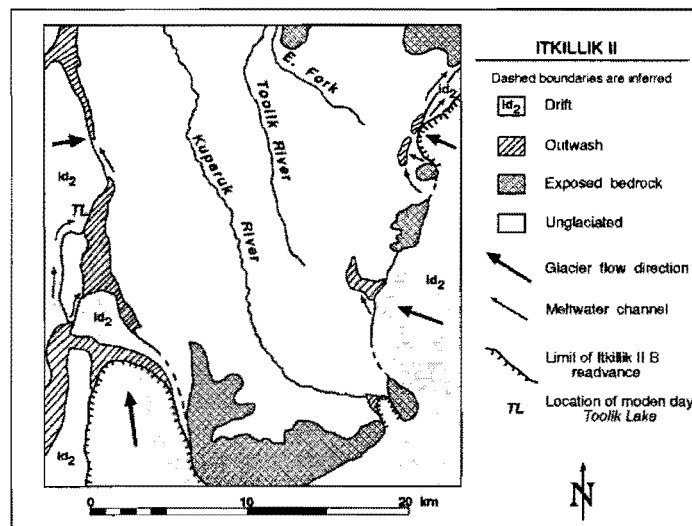 ITKILLIK II
Dashed boundaries are inferred
id2 Drift
Outwash
Exposed bedrock
Unglaciated
Glacier flow direction
Meltwater channel
Limit of Itkillik II B
readvance
TL Location of moden day
Toolik Lake
N
E. Fork
Toolik River
Kuparuk River
id2
id2
TL
id2
id2
id2
0 10 20 km